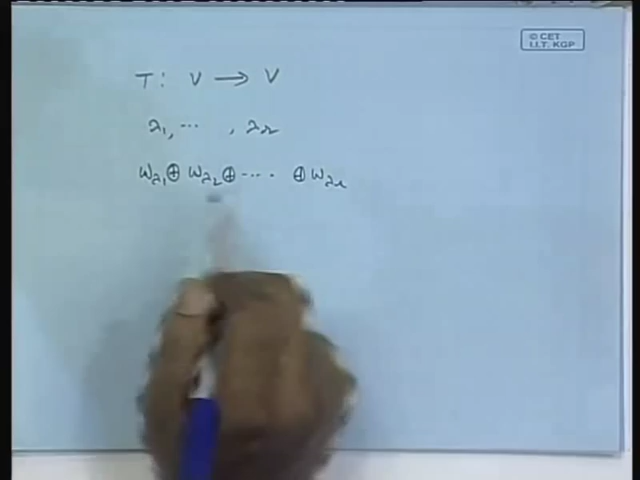 © CET
I.I.T. KGP
T: V → V
λ₁, ... , λᵣ
W_λ₁ ⊕ W_λ₂ ⊕ .... ⊕ W_λᵣ